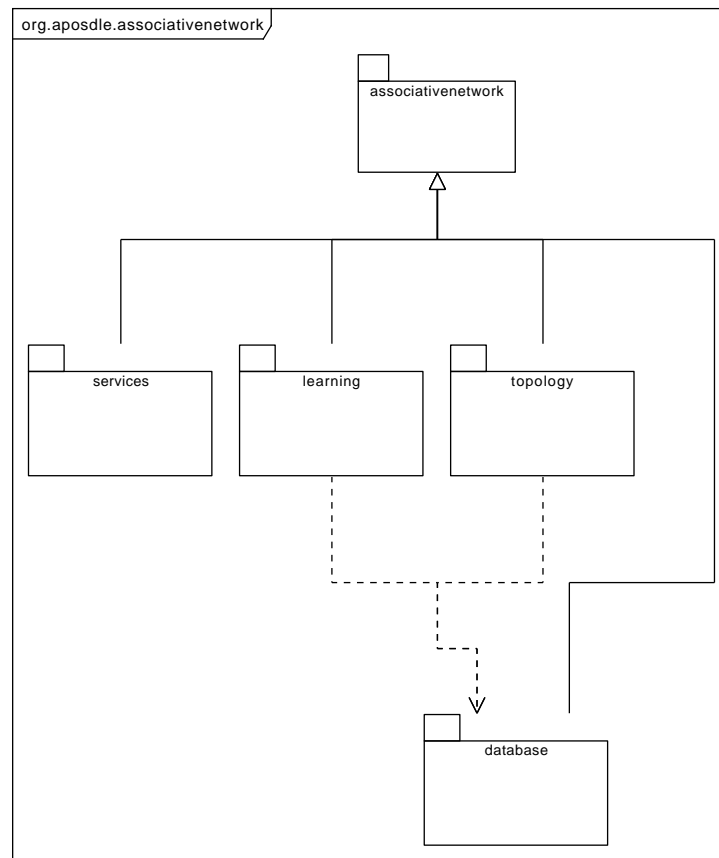 org.aposdle.associativenetwork
associativenetwork
services
learning
topology
database